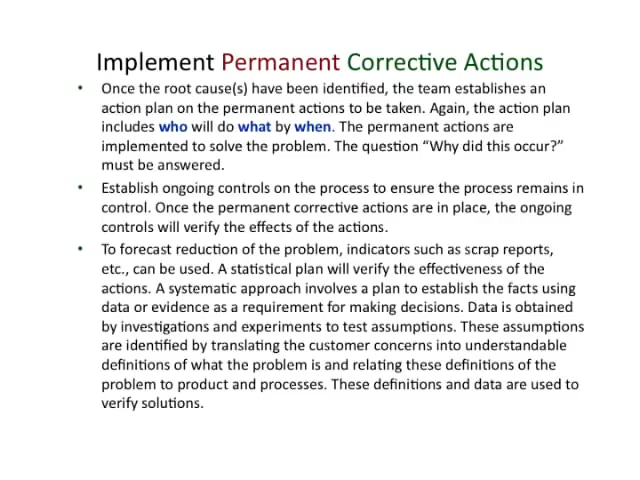 Implement Permanent Corrective Actions
• Once the root cause(s) have been identified, the team establishes an
action plan on the permanent actions to be taken. Again, the action plan
includes who will do what by when. The permanent actions are
implemented to solve the problem. The question “Why did this occur?”
must be answered.
• Establish ongoing controls on the process to ensure the process remains in
control. Once the permanent corrective actions are in place, the ongoing
controls will verify the effects of the actions.
• To forecast reduction of the problem, indicators such as scrap reports,
etc., can be used. A statistical plan will verify the effectiveness of the
actions. A systematic approach involves a plan to establish the facts using
data or evidence as a requirement for making decisions. Data is obtained
by investigations and experiments to test assumptions. These assumptions
are identified by translating the customer concerns into understandable
definitions of what the problem is and relating these definitions of the
problem to product and processes. These definitions and data are used to
verify solutions.